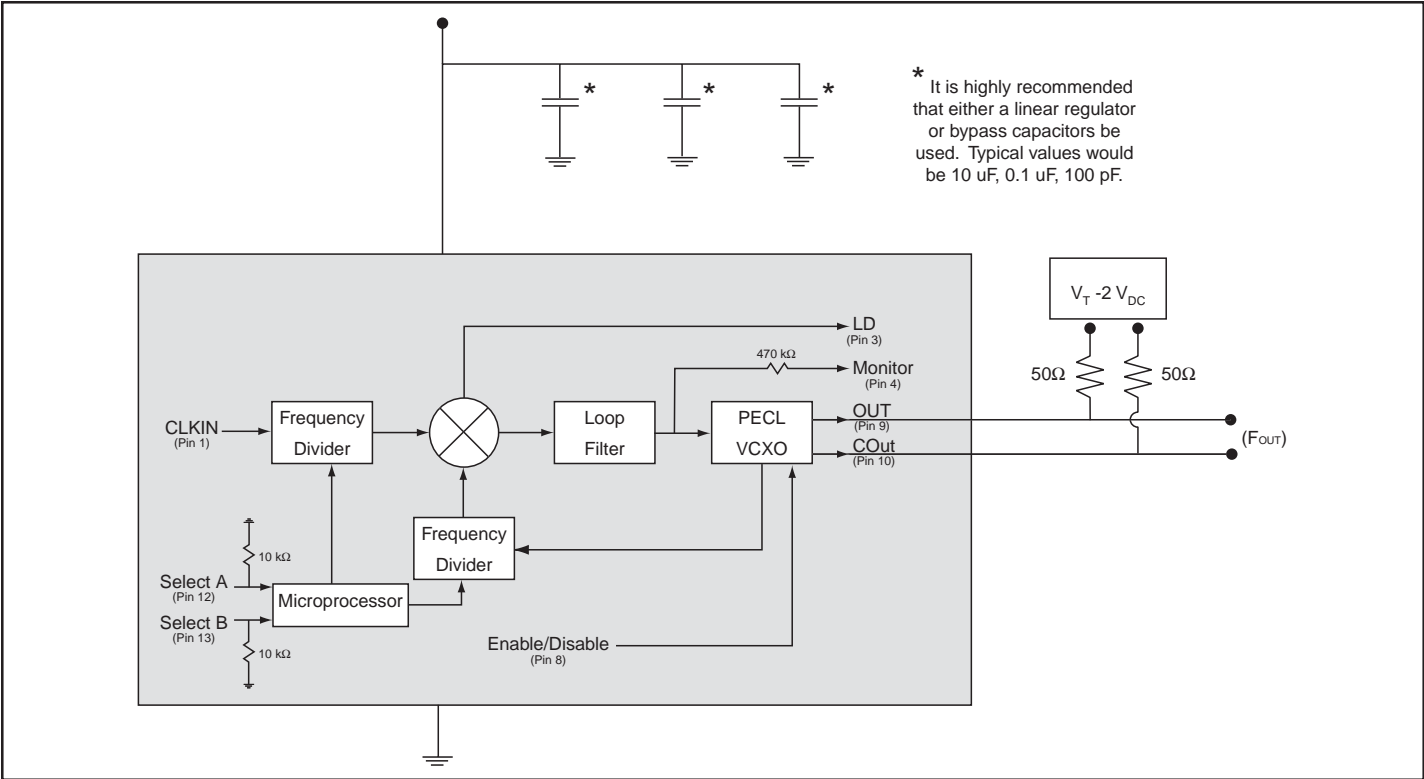 *
*
*
* It is highly recommended
that either a linear regulator
or bypass capacitors be
used. Typical values would
be 10 uF, 0.1 uF, 100 pF.
VT -2 VDC
50Ω
50Ω
LD
(Pin 3)
470 kΩ
Monitor
(Pin 4)
CLKIN
(Pin 1)
Frequency
Divider
Loop
Filter
PECL
VCXO
OUT
(Pin 9)
COut
(Pin 10)
(FOUT)
Frequency
Divider
10 kΩ
Select A
(Pin 12)
Microprocessor
Select B
(Pin 13)
10 kΩ
Enable/Disable
(Pin 8)